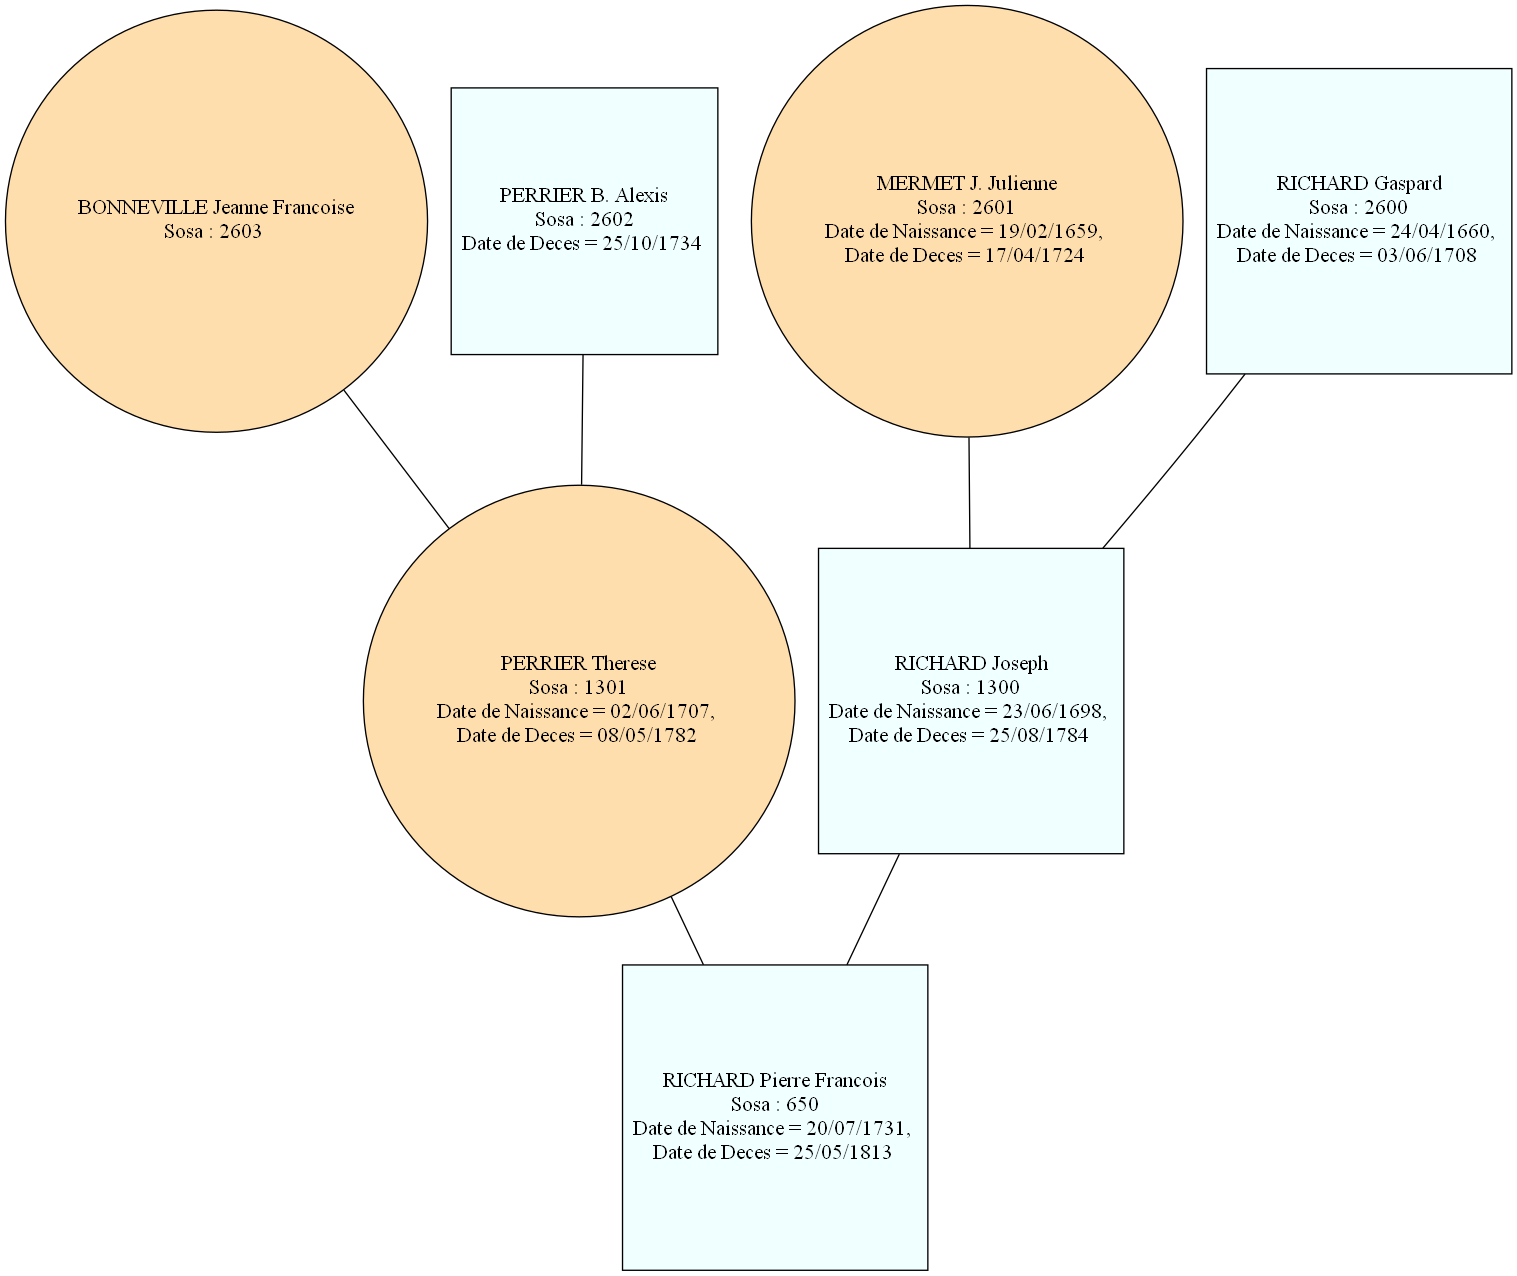 BONNEVILLE Jeanne Francoise
Sosa : 2603
PERRIER B. Alexis
Sosa : 2602
Date de Deces = 25/10/1734
MERMET J. Julienne
Sosa : 2601
Date de Naissance = 19/02/1659,
Date de Deces = 17/04/1724
RICHARD Gaspard
Sosa : 2600
Date de Naissance = 24/04/1660,
Date de Deces = 03/06/1708
PERRIER Therese
Sosa : 1301
Date de Naissance = 02/06/1707,
Date de Deces = 08/05/1782
RICHARD Joseph
Sosa : 1300
Date de Naissance = 23/06/1698,
Date de Deces = 25/08/1784
RICHARD Pierre Francois
Sosa : 650
Date de Naissance = 20/07/1731,
Date de Deces = 25/05/1813